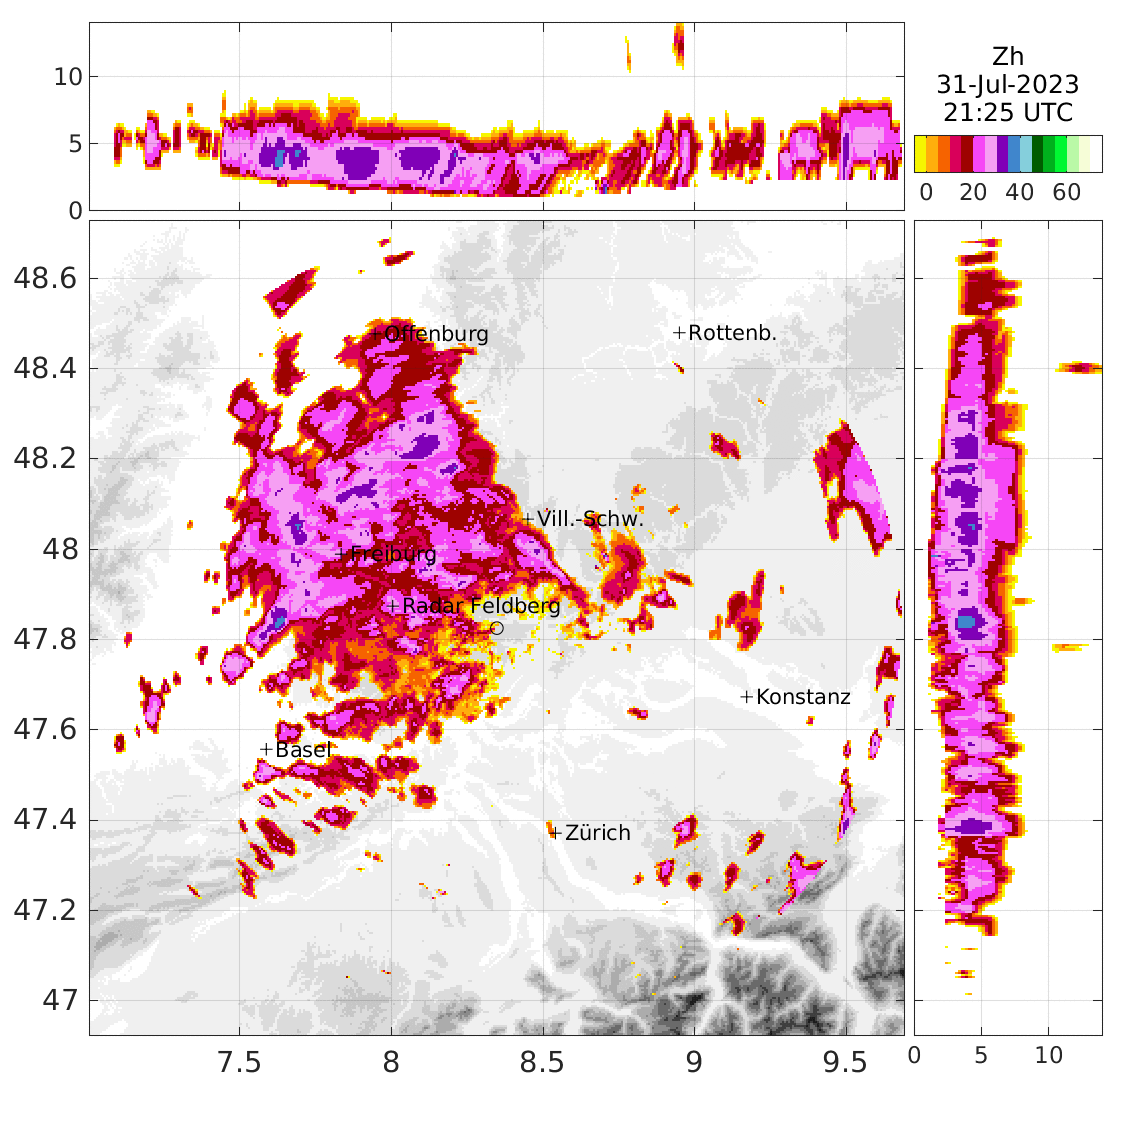 10
5
0
Zh
31-Jul-2023
21:25 UTC
0 20 40 60
48.6
48.4
48.2
48
47.8
47.6
47.4
47.2
47
+Offenburg
+Rottenb.
+Vill.-Schw.
+Freiburg
+Radar Feldberg
+Konstanz
+Basel
+Zürich
7.5 8 8.5 9 9.5
0 5 10